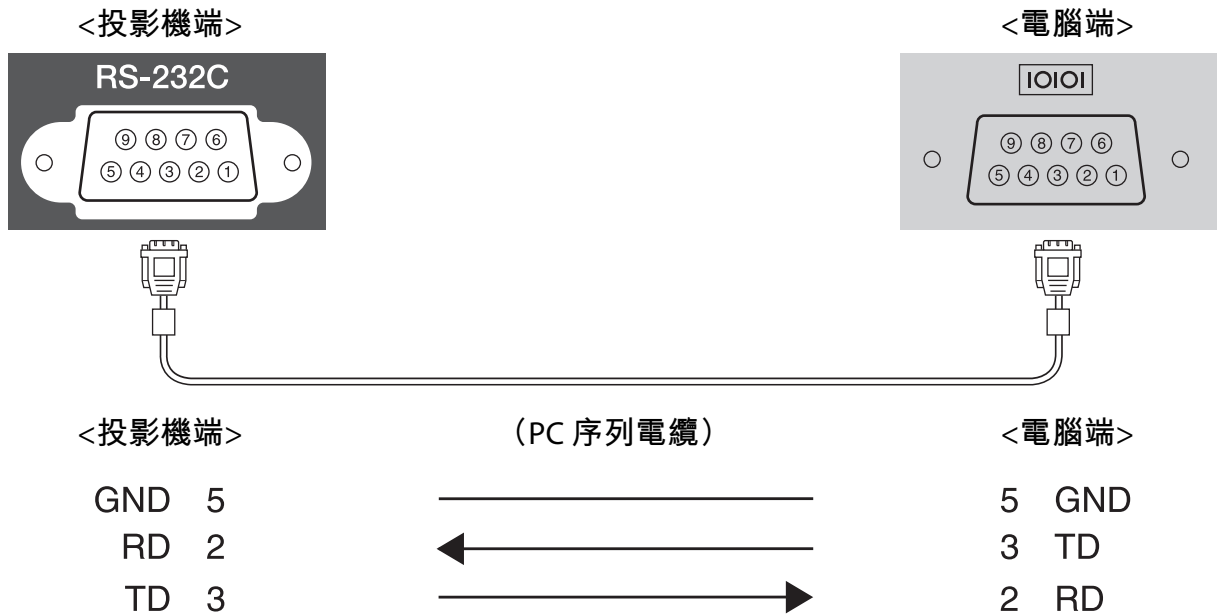 <投影機端> <電腦端>
RS-232C IOIOI
⑨ ⑧ ⑦ ⑥ ⑨ ⑧ ⑦ ⑥
⑤ ④ ③ ② ① ⑤ ④ ③ ② ①
<投影機端> （PC 序列電纜） <電腦端>
GND 5 5 GND
RD 2 3 TD
TD 3 2 RD